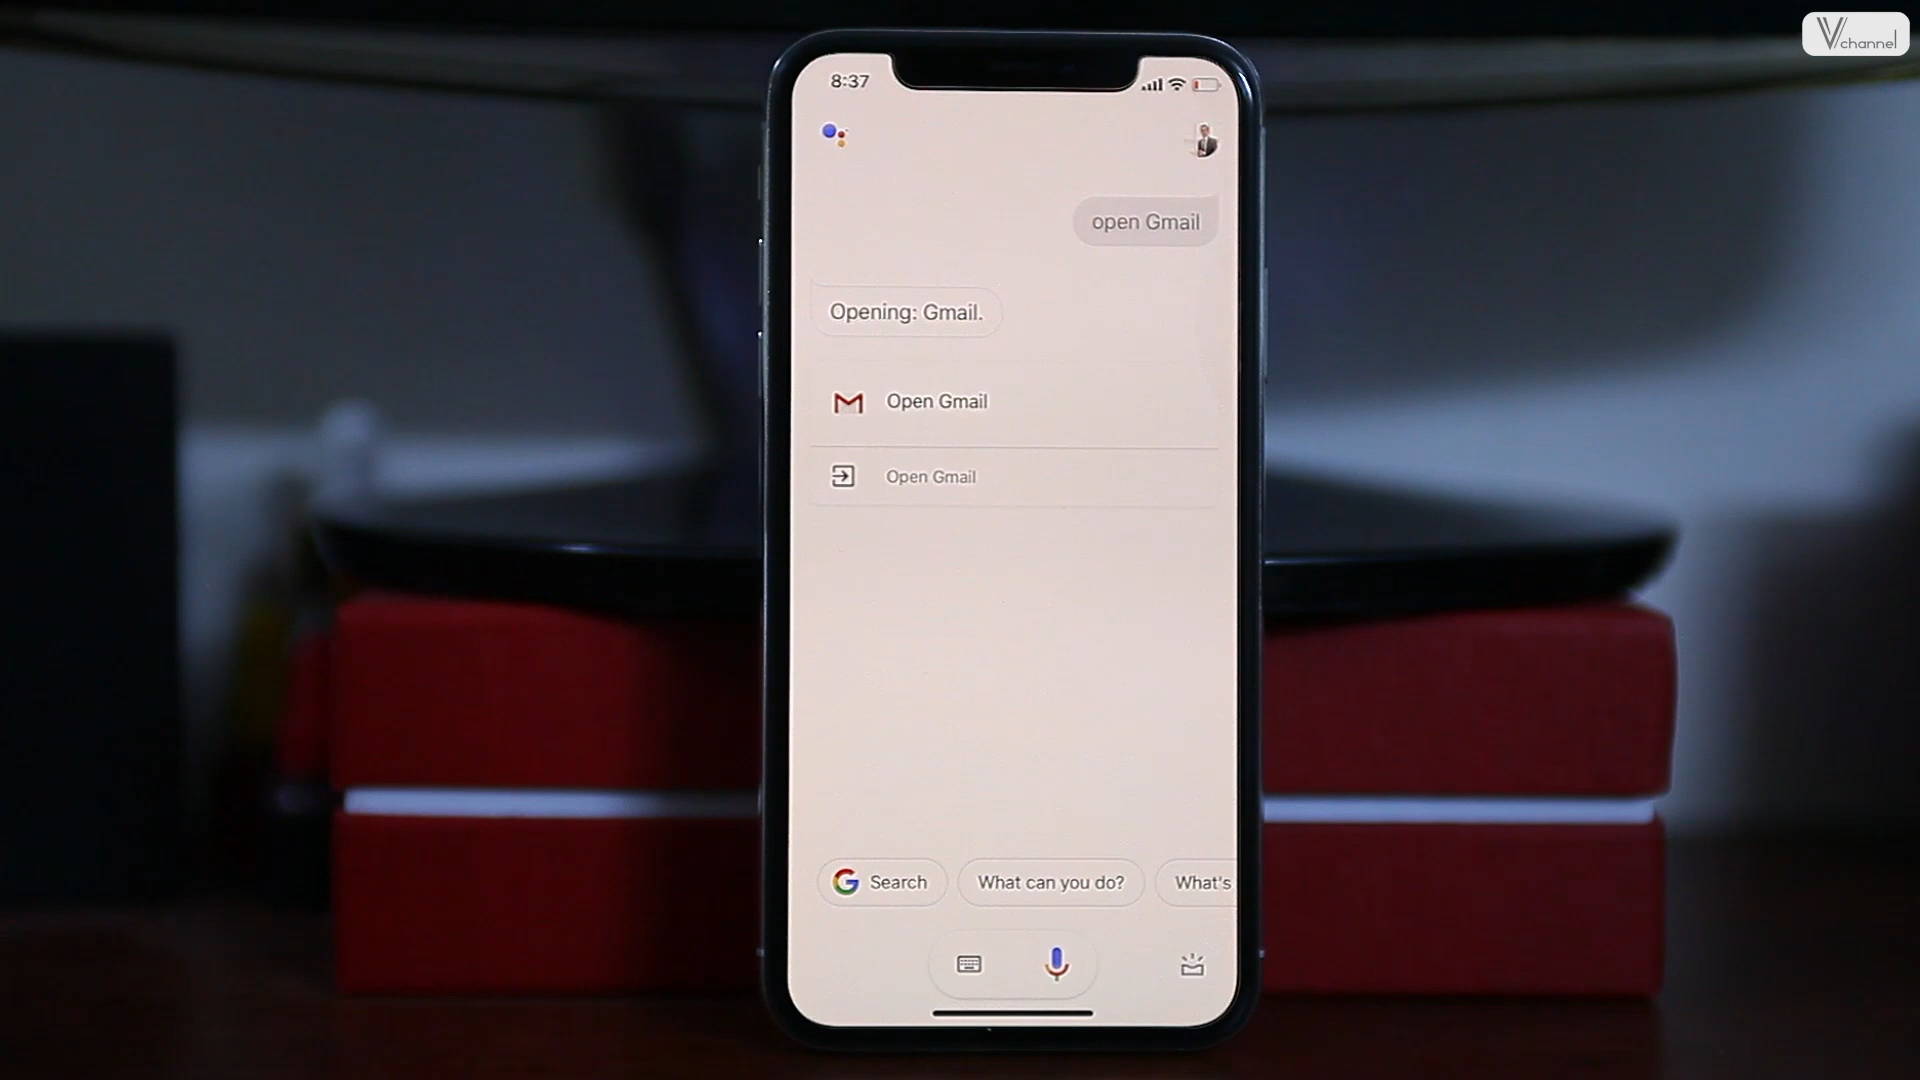 Vchannel
8:37
open Gmail
Opening: Gmail.
Open Gmail
Open Gmail
Search
What can you do?
What's